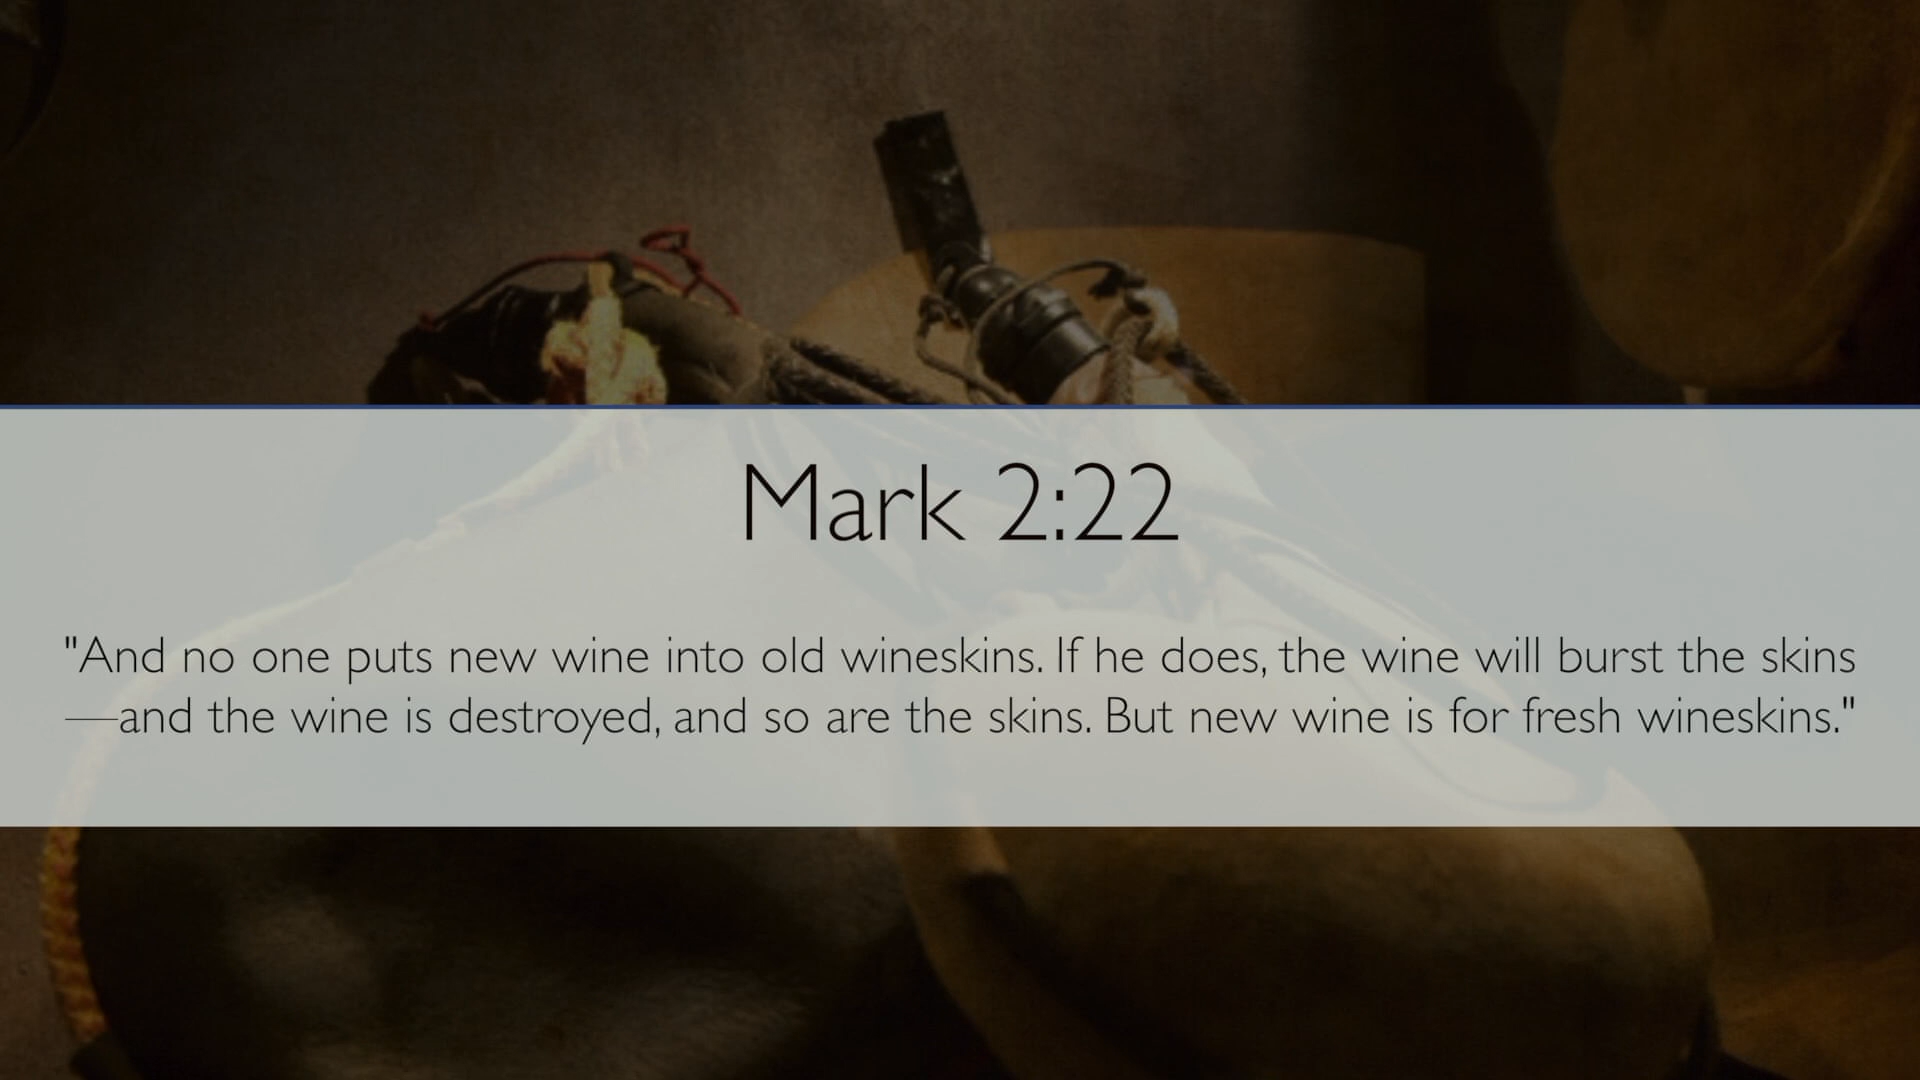 Mark 2:22
"And no one puts new wine into old wineskins. If he does, the wine will burst the skins
—and the wine is destroyed, and so are the skins. But new wine is for fresh wineskins."